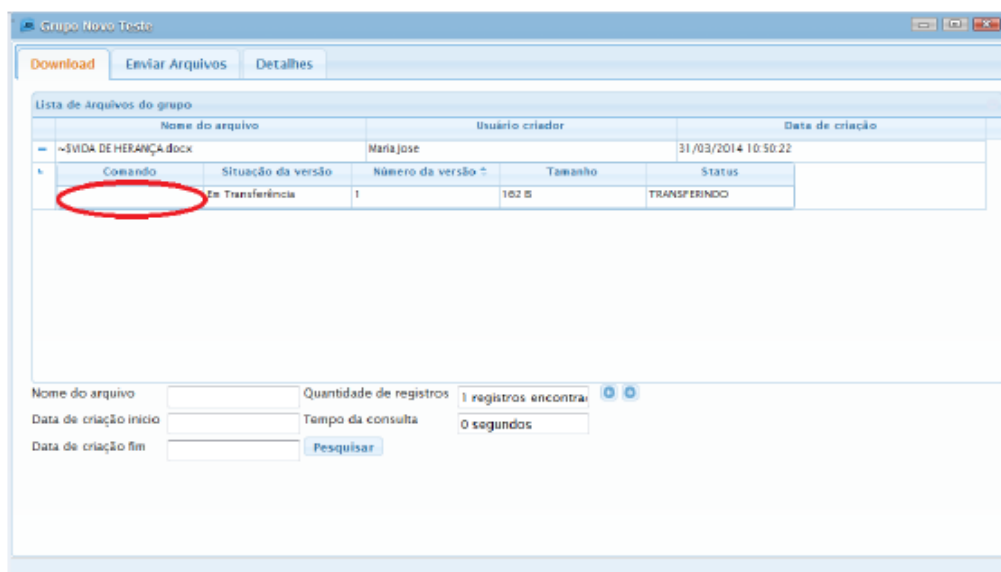 Grupo Novo Teste
Download Enviar Arquivos Detalhes
Lista de Arquivos do grupo
Nome do arquivo Usuário criador Data de criação
~$VIDA DE HERANÇA.docx Maria Jose 31/03/2014 10:50:22
Comando Situação da versão Número da versão Tamanho Status
Em Transferência 1 162 B TRANSFERINDO
Nome do arquivo Quantidade de registros 1 registros encontra
Data de criação inicio Tempo da consulta 0 segundos
Data de criação fim Pesquisar